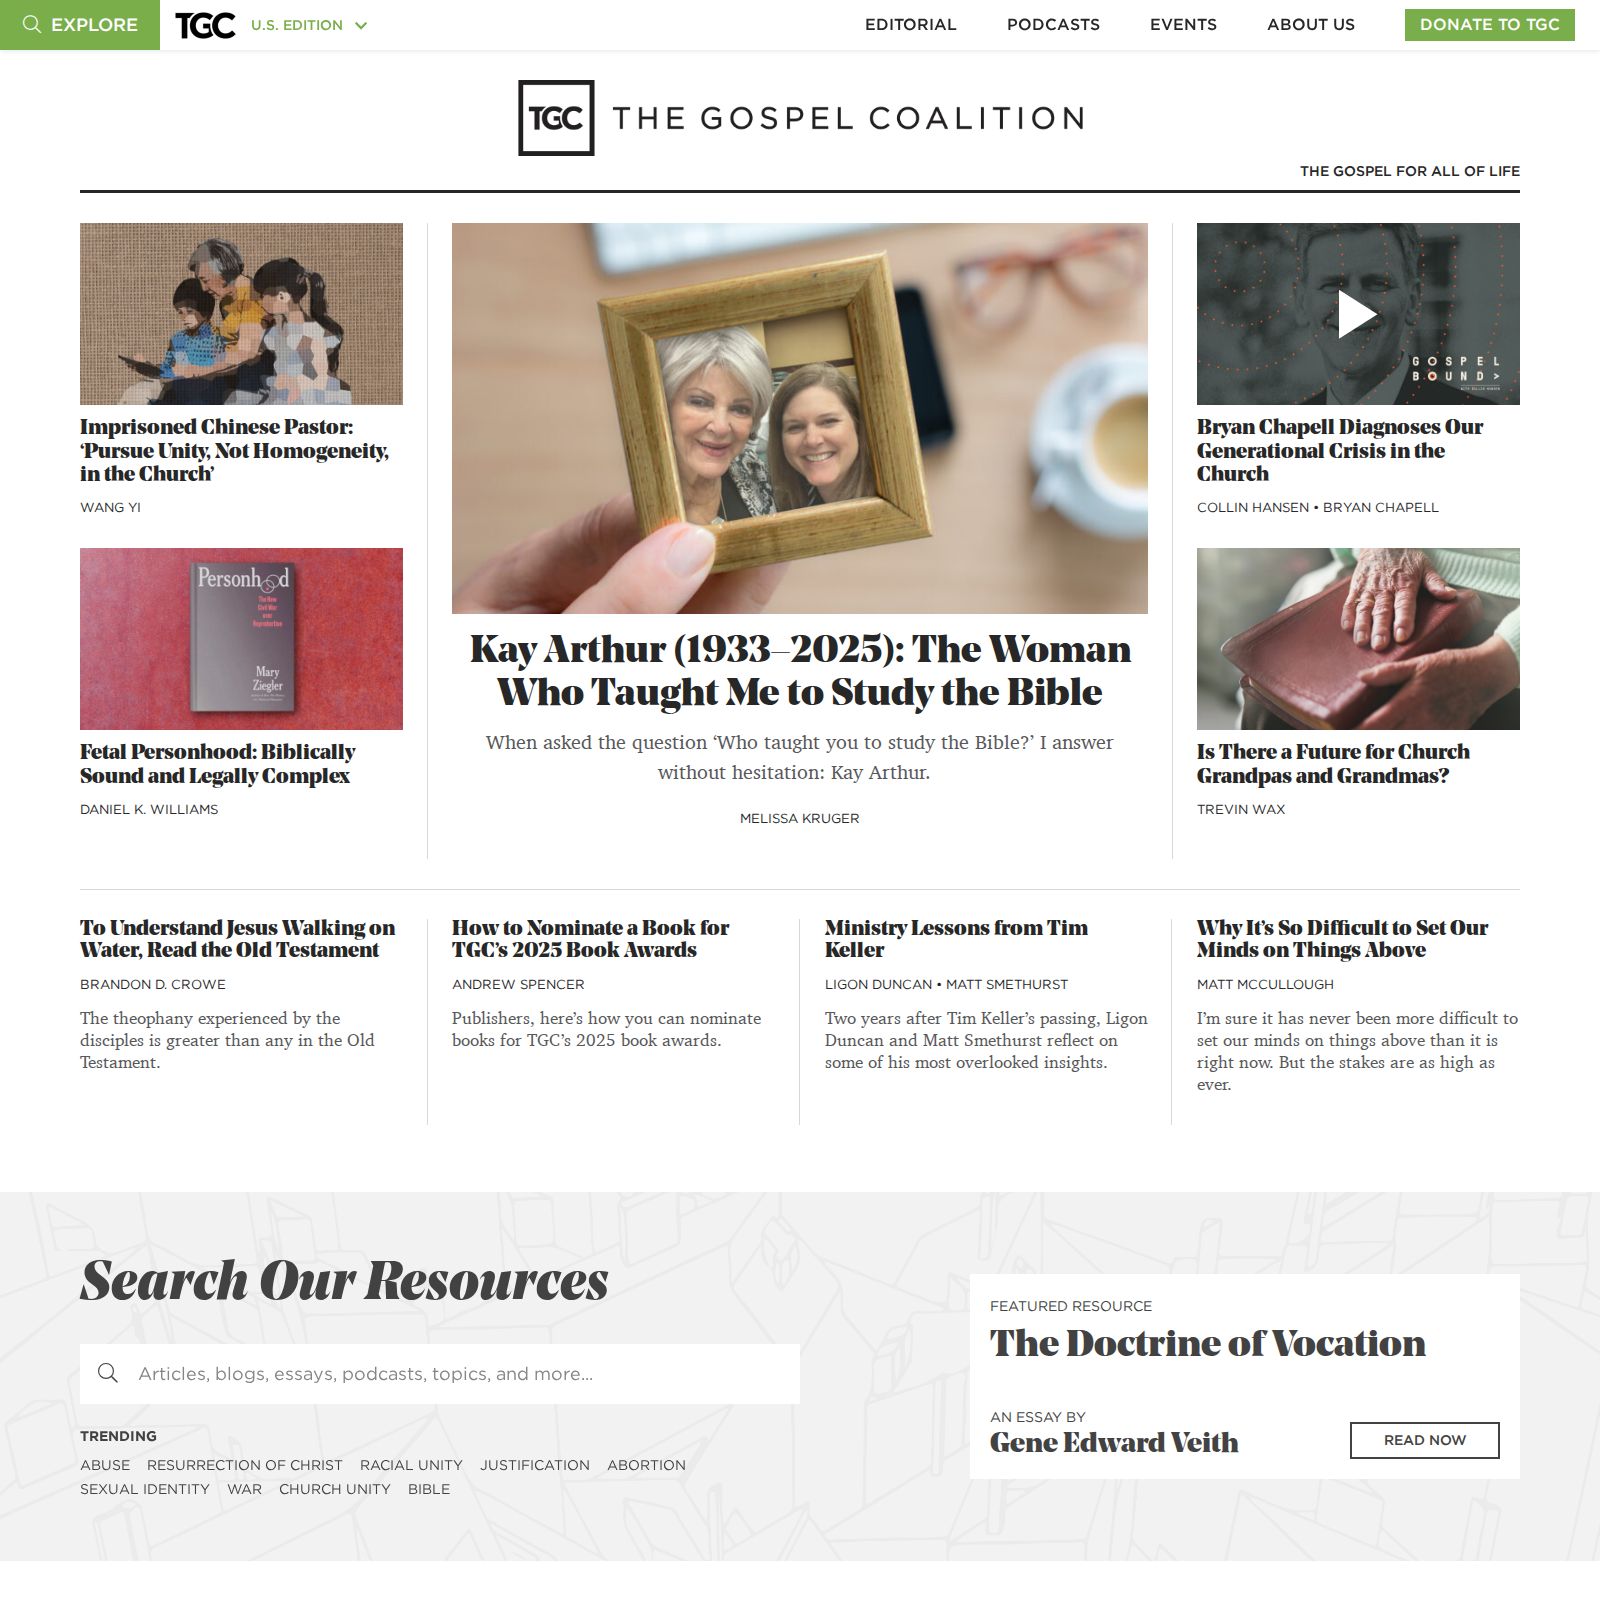 EXPLORE
TGC
U.S. EDITION
EDITORIAL
PODCASTS
EVENTS
ABOUT US
DONATE TO TGC
TGC THE GOSPEL COALITION
THE GOSPEL FOR ALL OF LIFE
Imprisoned Chinese Pastor:
‘Pursue Unity, Not Homogeneity,
in the Church’
WANG YI
Personhood
The New
Civil War
over
Reproduction
Mary
Ziegler
Fetal Personhood: Biblically
Sound and Legally Complex
DANIEL K. WILLIAMS
Kay Arthur (1933–2025): The Woman
Who Taught Me to Study the Bible
When asked the question ‘Who taught you to study the Bible?’ I answer
without hesitation: Kay Arthur.
MELISSA KRUGER
GOSPEL
BOUND>
Bryan Chapell Diagnoses Our
Generational Crisis in the
Church
COLLIN HANSEN • BRYAN CHAPELL
Is There a Future for Church
Grandpas and Grandmas?
TREVIN WAX
To Understand Jesus Walking on
Water, Read the Old Testament
BRANDON D. CROWE
The theophany experienced by the
disciples is greater than any in the Old
Testament.
How to Nominate a Book for
TGC’s 2025 Book Awards
ANDREW SPENCER
Publishers, here’s how you can nominate
books for TGC’s 2025 book awards.
Ministry Lessons from Tim
Keller
LIGON DUNCAN • MATT SMETHURST
Two years after Tim Keller’s passing, Ligon
Duncan and Matt Smethurst reflect on
some of his most overlooked insights.
Why It’s So Difficult to Set Our
Minds on Things Above
MATT MCCULLOUGH
I’m sure it has never been more difficult to
set our minds on things above than it is
right now. But the stakes are as high as
ever.
Search Our Resources
Articles, blogs, essays, podcasts, topics, and more...
TRENDING
ABUSE RESURRECTION OF CHRIST RACIAL UNITY JUSTIFICATION ABORTION
SEXUAL IDENTITY WAR CHURCH UNITY BIBLE
FEATURED RESOURCE
The Doctrine of Vocation
AN ESSAY BY
Gene Edward Veith
READ NOW